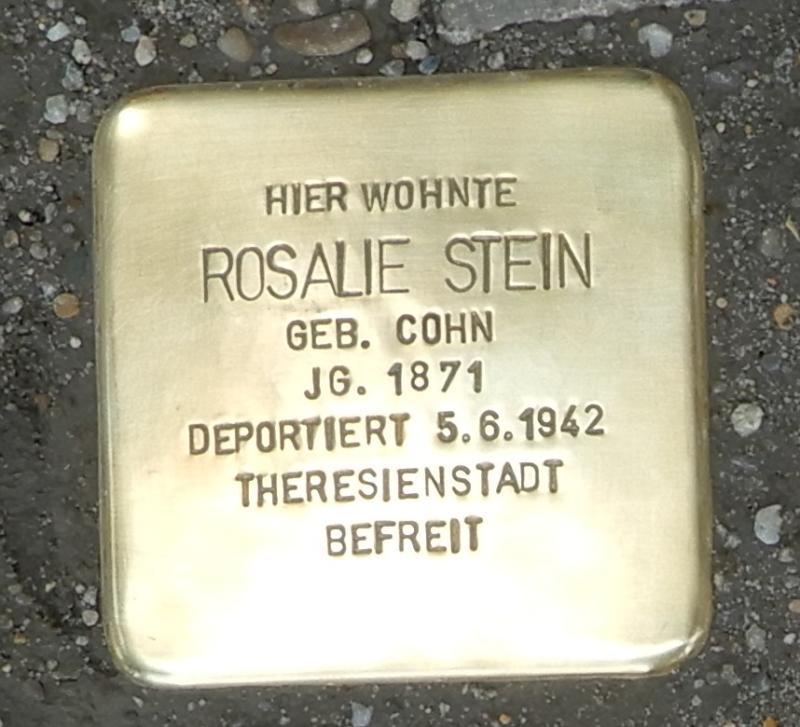 HIER WOHNTE
ROSALIE STEIN
GEB. COHN
JG. 1871
DEPORTIERT 5.6.1942
THERESIENSTADT
BEFREIT